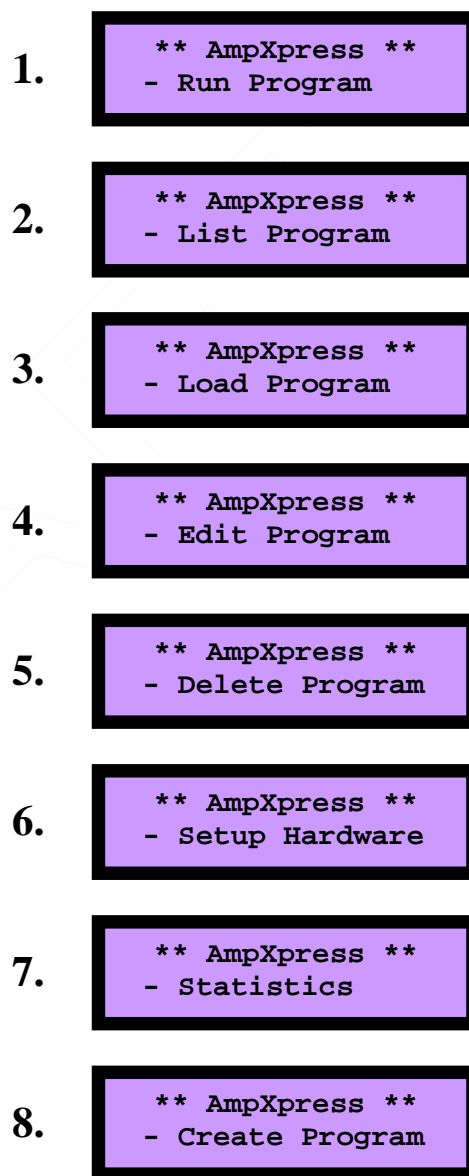 1.
** AmpXpress **
- Run Program
2.
** AmpXpress **
- List Program
3.
** AmpXpress **
- Load Program
4.
** AmpXpress **
- Edit Program
5.
** AmpXpress **
- Delete Program
6.
** AmpXpress **
- Setup Hardware
7.
** AmpXpress **
- Statistics
8.
** AmpXpress **
- Create Program